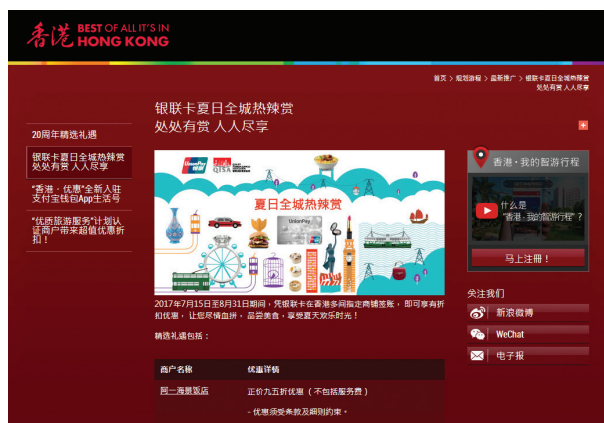 香港 BEST OF ALL IT'S IN
HONG KONG
首页 > 规划游程 > 最新推广 > 银联卡夏日全城热辣赏
处处有赏 人人尽享
银联卡夏日全城热辣赏
处处有赏 人人尽享
20周年精选礼遇
银联卡夏日全城热辣赏
处处有赏 人人尽享
“香港·优惠”全新入驻
支付宝钱包App生活号
“优质旅游服务”计划认
证商户带来超值优惠折
扣！
UnionPay
银联
夏日全城热辣赏
UnionPay
香港·我的智游行程
什么是
“香港·我的智游行程”？
马上注冊！
2017年7月15日至8月31日期间，凭银联卡在香港多间指定商铺签账，即可享有折
扣优惠，让您尽情血拼，品尝美食，享受夏天欢乐时光！
精选礼遇包括：
关注我们
新浪微博
WeChat
电子报
商户名称 优惠详情
阿一海景饭店 正价九五折优惠（不包括服务费）
- 优惠须受条款及细则约束。